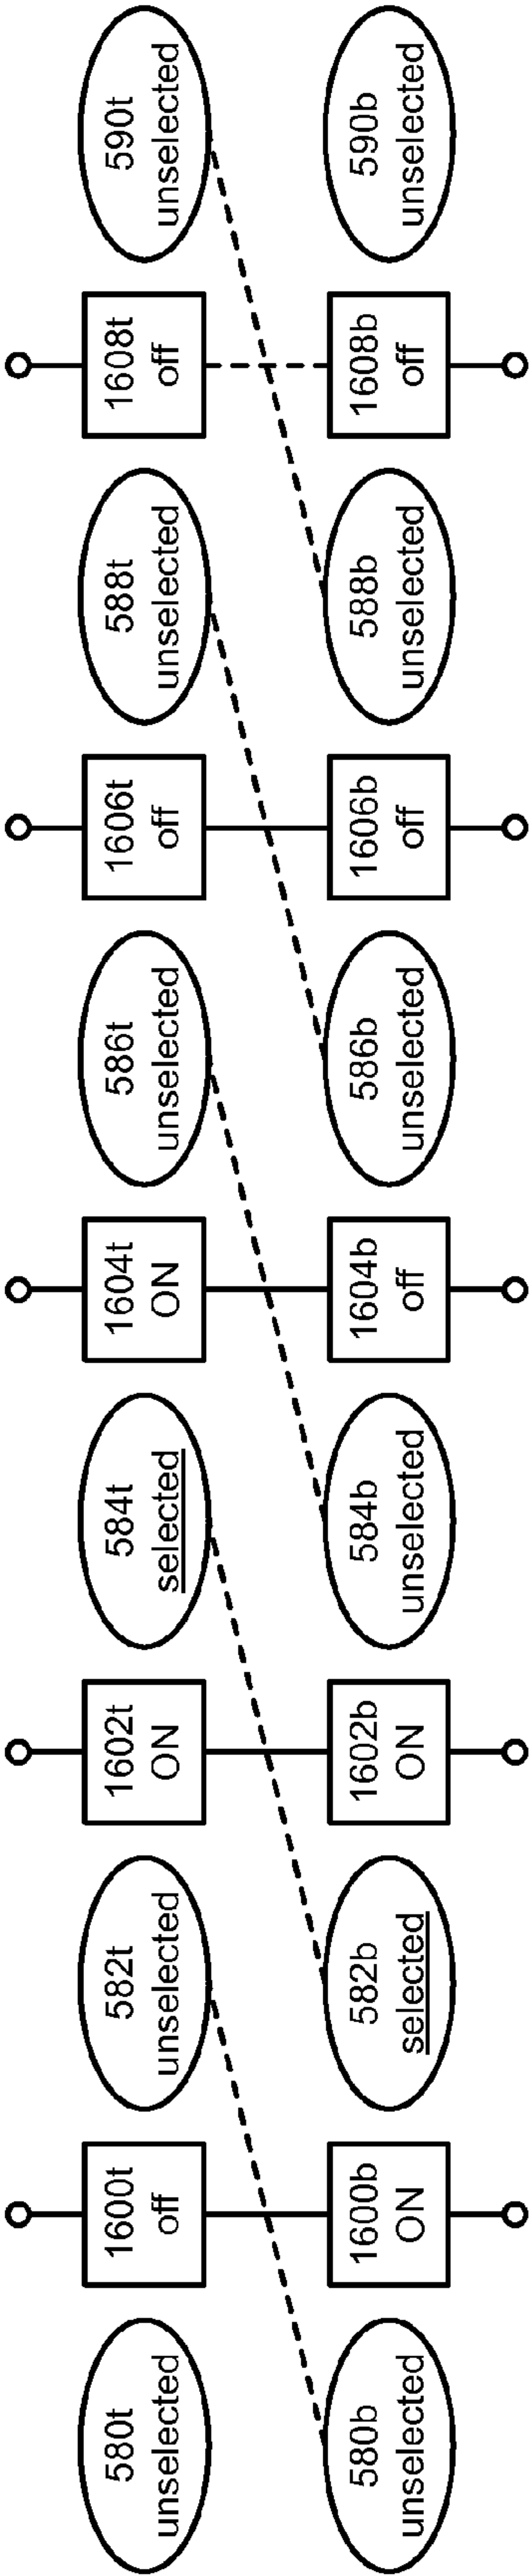 580t
unselected
1600t
off
582t
unselected
1602t
ON
584t
selected
1604t
ON
586t
unselected
1606t
off
588t
unselected
1608t
off
590t
unselected
580b
unselected
1600b
ON
582b
selected
1602b
ON
584b
unselected
1604b
off
586b
unselected
1606b
off
588b
unselected
1608b
off
590b
unselected